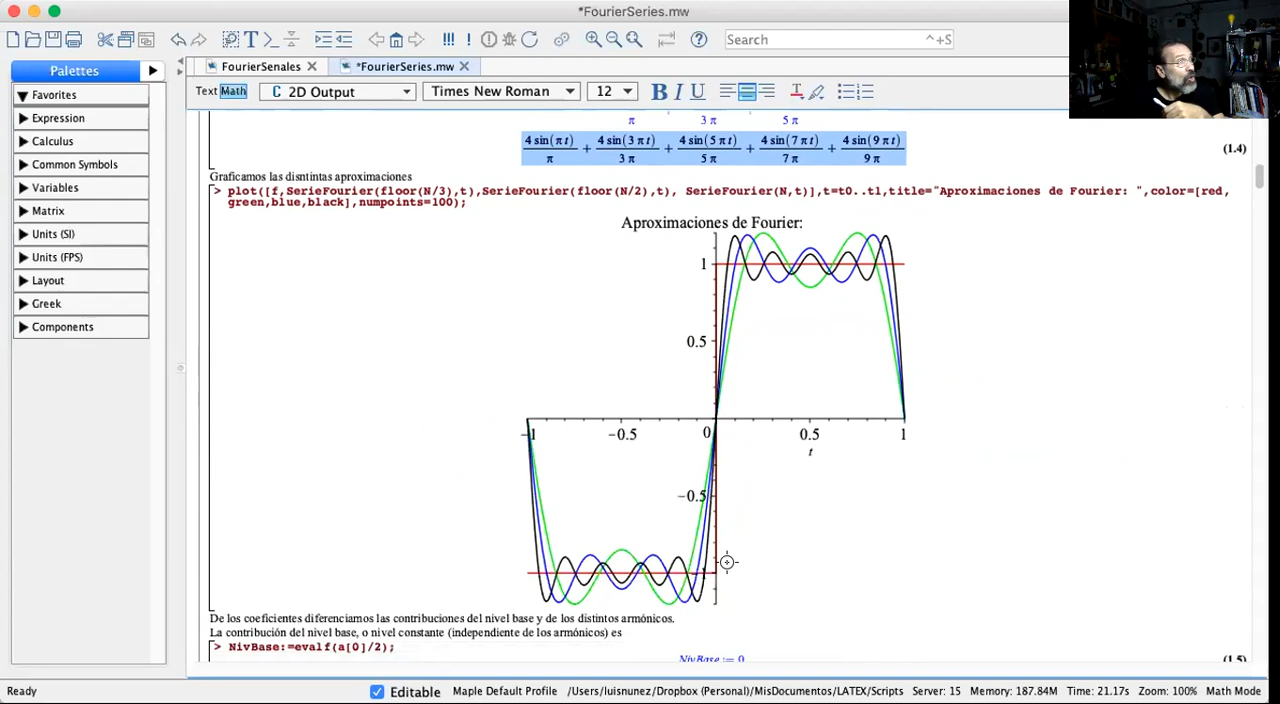 *FourierSeries.mw
Search
^+S
Palettes
FourierSenales
*FourierSeries.mw
Favorites
Text Math
C 2D Output
Times New Roman
12
B I U
Expression
Calculus
Common Symbols
Variables
Matrix
Units (SI)
Units (FPS)
Layout
Greek
Components
π 3 π 5 π
4 sin(π t)/π + 4 sin(3 π t)/3 π + 4 sin(5 π t)/5 π + 4 sin(7 π t)/7 π + 4 sin(9 π t)/9 π
(1.4)
Graficamos las disntintas aproximaciones
> plot([f,SerieFourier(floor(N/3),t),SerieFourier(floor(N/2),t), SerieFourier(N,t)],t=t0..t1,title="Aproximaciones de Fourier: ",color=[red,
green,blue,black],numpoints=100);
Aproximaciones de Fourier:
1
0.5
-1 -0.5 0 0.5 1
t
-0.5
-1
De los coeficientes diferenciamos las contribuciones del nivel base y de los distintos armónicos.
La contribución del nivel base, o nivel constante (independiente de los armónicos) es
> NivBase:=evalf(a[0]/2);
NivBase := 0
(1.5)
Ready
Editable
Maple Default Profile
/Users/luisnunez/Dropbox (Personal)/MisDocumentos/LATEX/Scripts
Server: 15
Memory: 187.84M
Time: 21.17s
Zoom: 100%
Math Mode